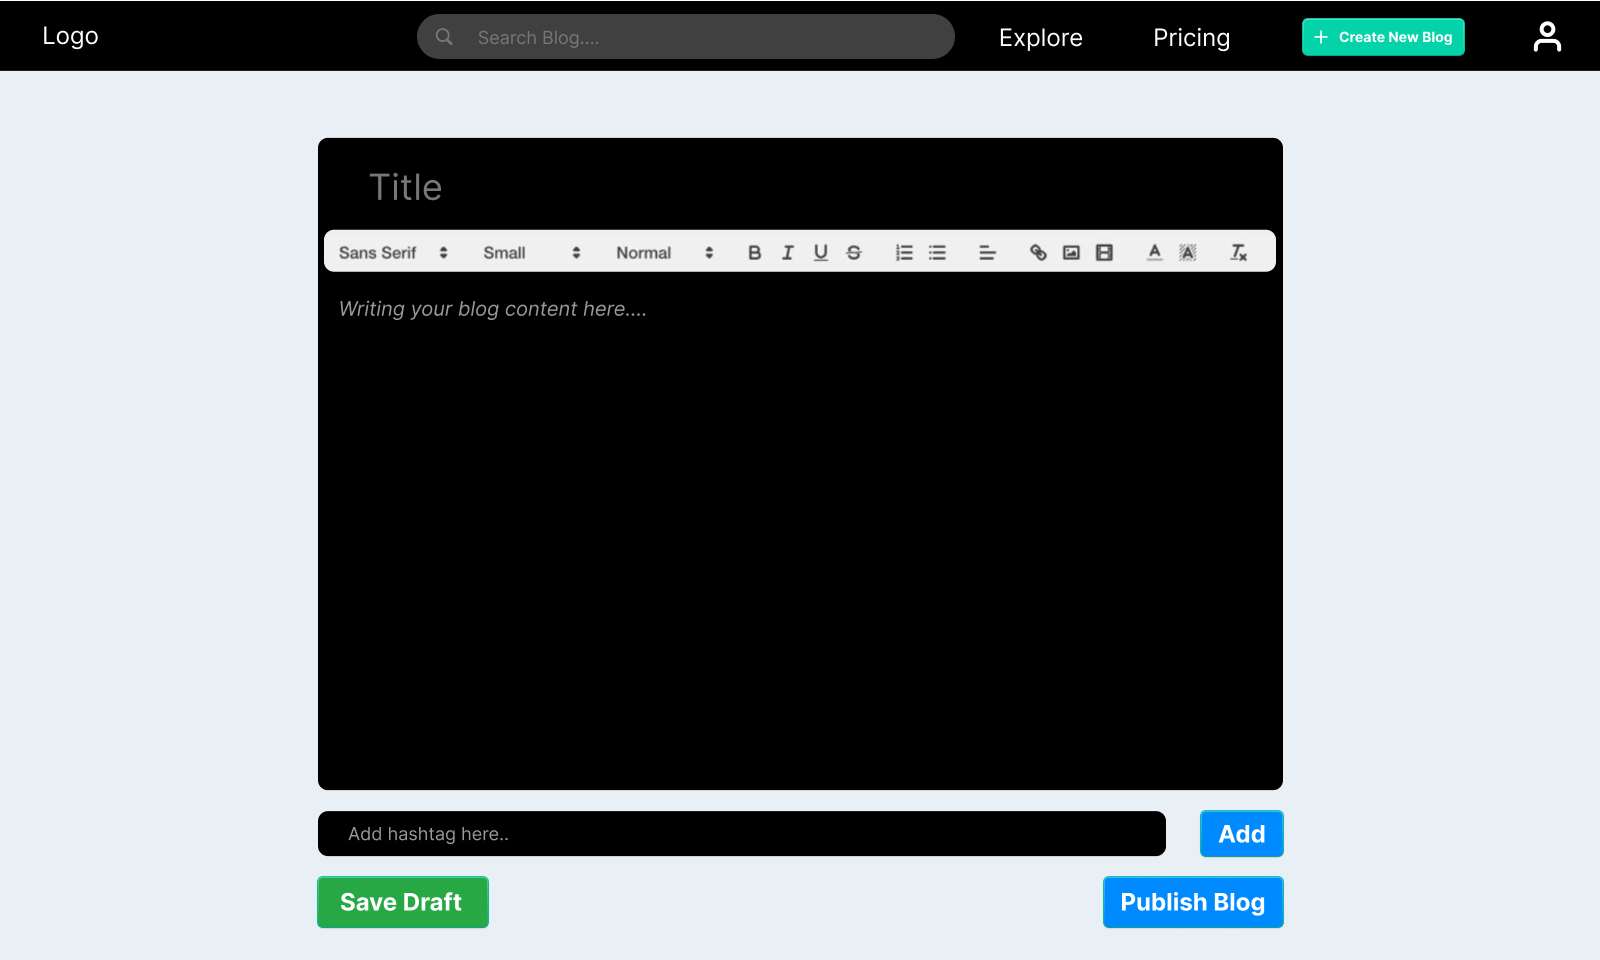 Logo
Search Blog....
Explore
Pricing
Create New Blog
Title
Sans Serif Small Normal B I U S A A Tx
Writing your blog content here....
Add hashtag here..
Add
Save Draft
Publish Blog